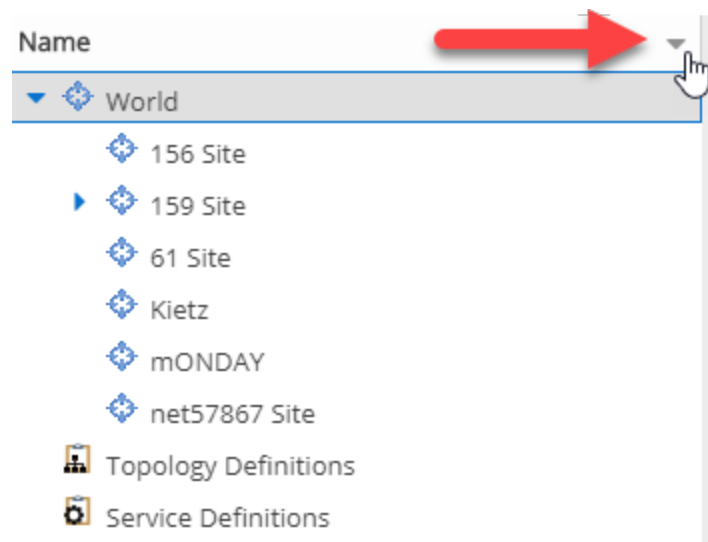 Name
World
156 Site
159 Site
61 Site
Kietz
mONDAY
net57867 Site
Topology Definitions
Service Definitions